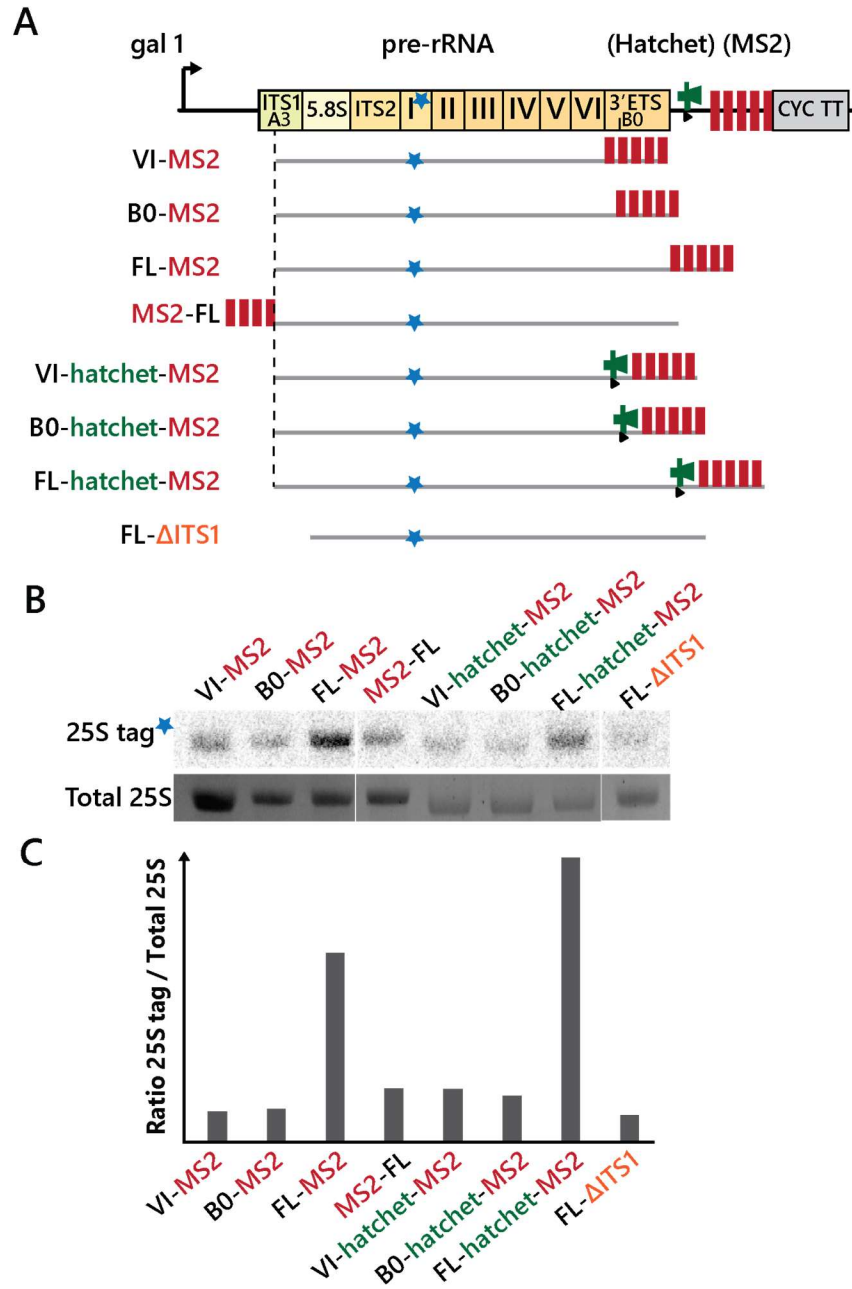 A
gal 1 pre-rRNA (Hatchet) (MS2)
ITS1 A3 5.8S ITS2 I II III IV V VI 3'ETS B0 CYC TT
VI-MS2
B0-MS2
FL-MS2
MS2-FL
VI-hatchet-MS2
B0-hatchet-MS2
FL-hatchet-MS2
FL-ΔITS1
B
VI-MS2 B0-MS2 FL-MS2 MS2-FL VI-hatchet-MS2 B0-hatchet-MS2 FL-hatchet-MS2 FL-ΔITS1
25S tag
Total 25S
C
Ratio 25S tag / Total 25S
VI-MS2 B0-MS2 FL-MS2 MS2-FL VI-hatchet-MS2 B0-hatchet-MS2 FL-hatchet-MS2 FL-ΔITS1